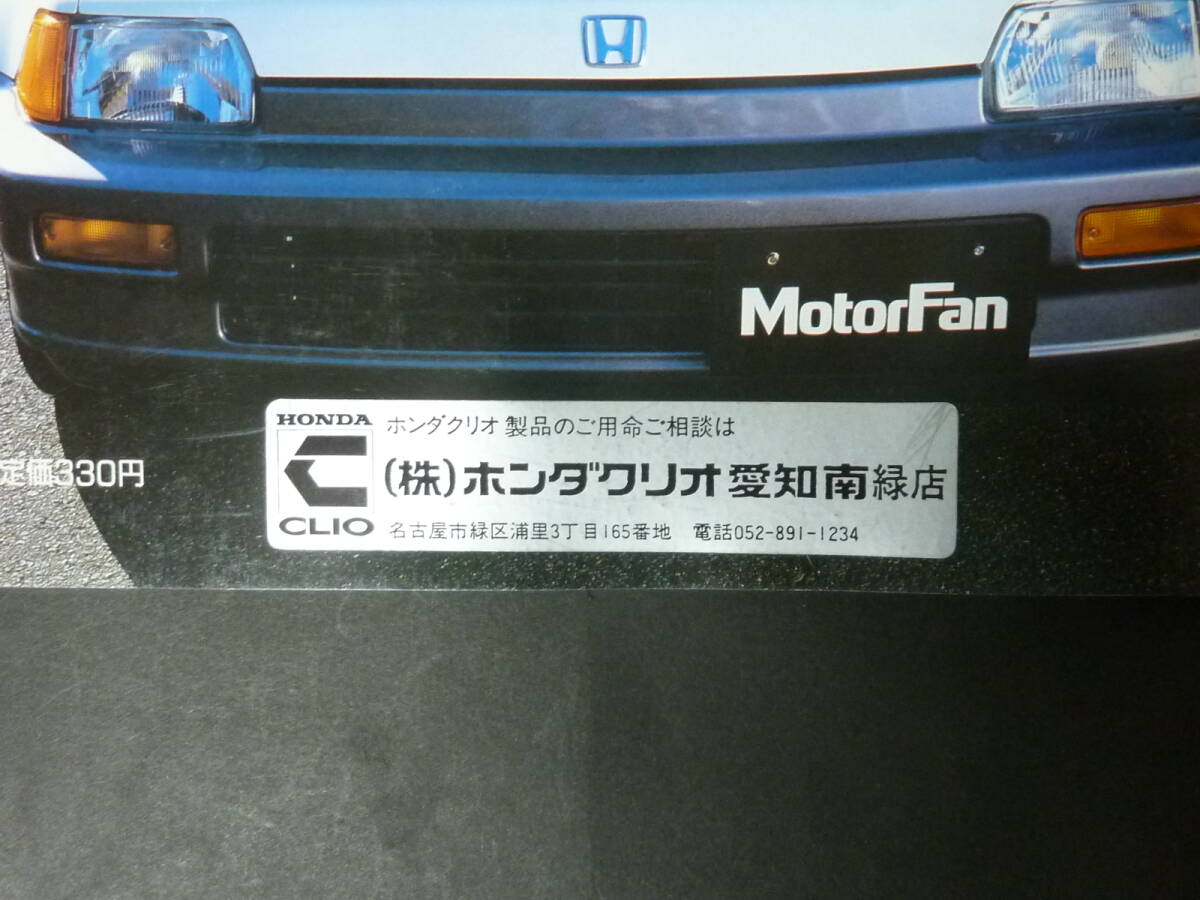 MotorFan
定価330円
HONDA
CLIO
ホンダクリオ 製品のご用命ご相談は
(株)ホンダクリオ愛知南緑店
名古屋市緑区浦里3丁目165番地 電話052-891-1234